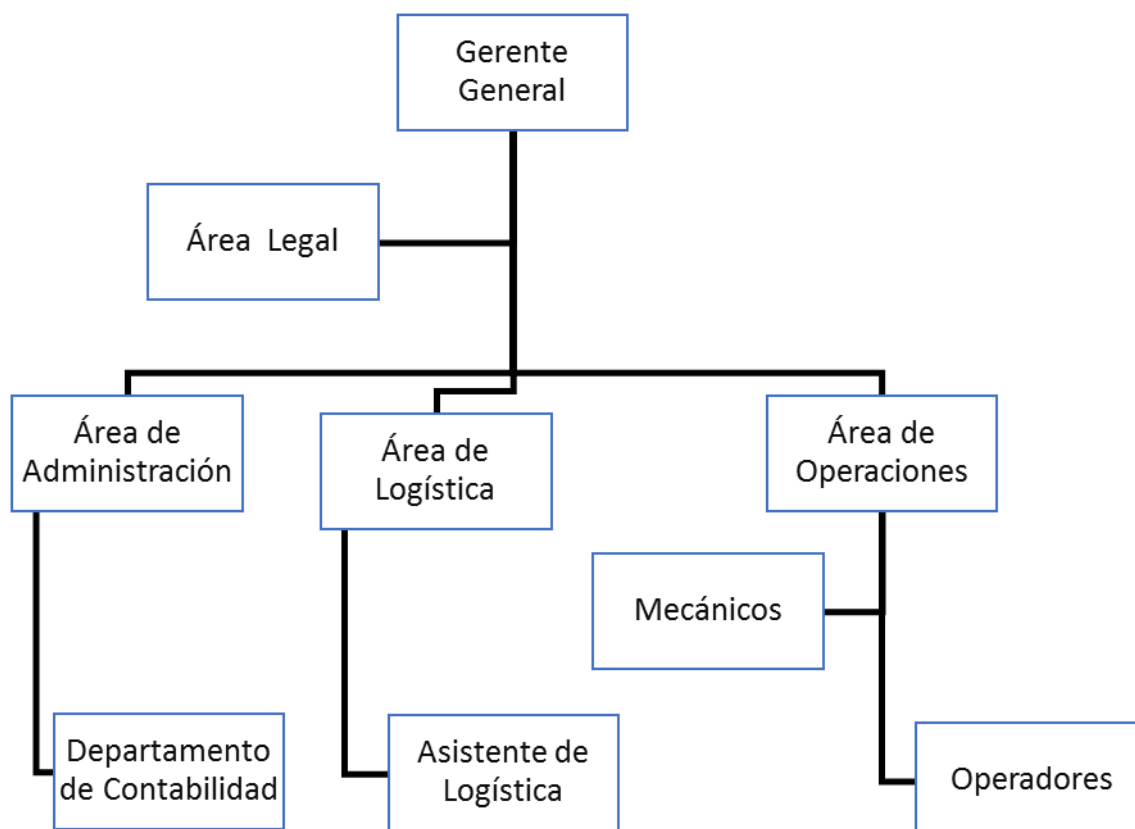 Gerente
General
Área  Legal
Área de
Administración
Área de
Logística
Área de
Operaciones
Mecánicos
Departamento
de Contabilidad
Asistente de
Logística
Operadores